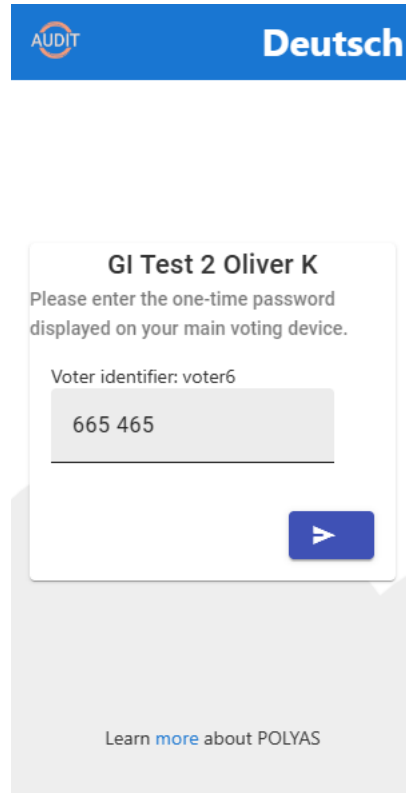 AUDIT
Deutsch
GI Test 2 Oliver K
Please enter the one-time password
displayed on your main voting device.
Voter identifier: voter6
665 465
Learn more about POLYAS